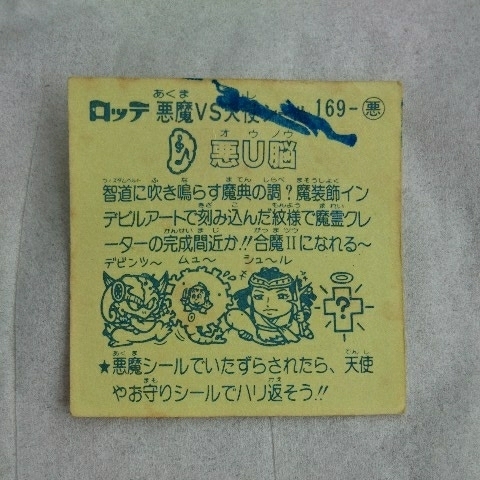 ロッテ 悪魔VS天使シール 169-悪
悪U脳
智道に吹き鳴らす魔典の調?魔装飾イン
デビルアートで刻み込んだ紋様で魔霊クレ
ーターの完成間近か!!合魔IIになれる〜
デビンツ〜 ムュ〜 シュ〜ル
?
★悪魔シールでいたずらされたら、天使
やお守りシールでハリ返そう!!